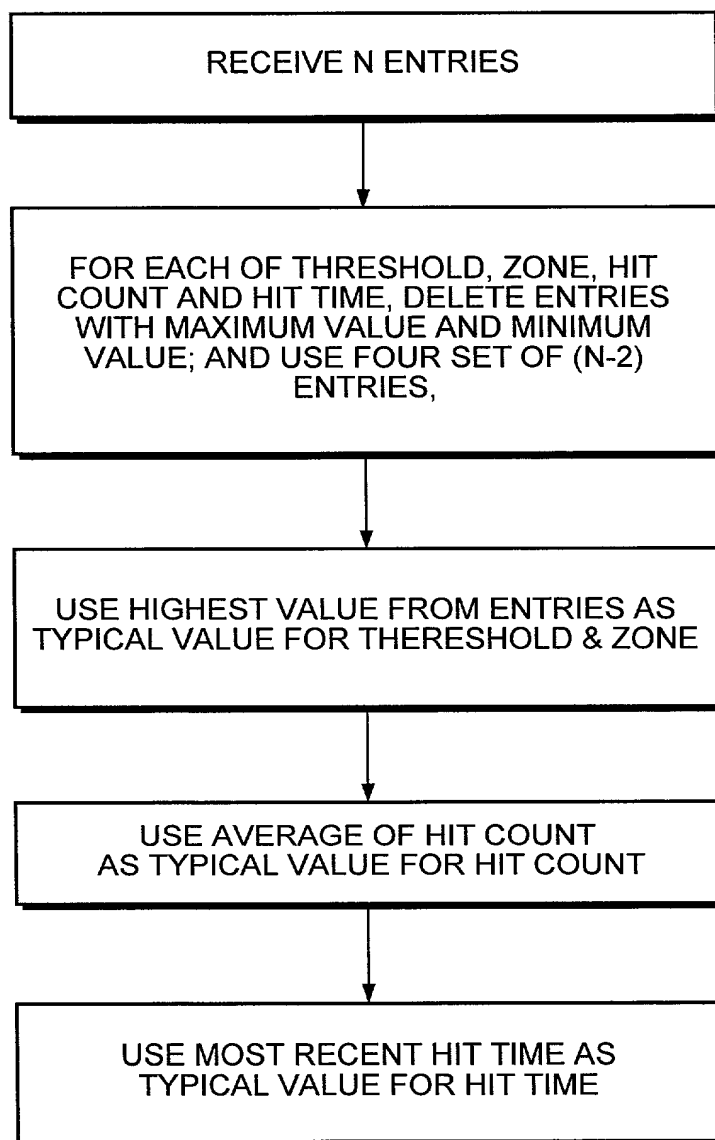 RECEIVE N ENTRIES
FOR EACH OF THRESHOLD, ZONE, HIT
COUNT AND HIT TIME, DELETE ENTRIES
WITH MAXIMUM VALUE AND MINIMUM
VALUE; AND USE FOUR SET OF (N-2)
ENTRIES,
USE HIGHEST VALUE FROM ENTRIES AS
TYPICAL VALUE FOR THERESHOLD & ZONE
USE AVERAGE OF HIT COUNT
AS TYPICAL VALUE FOR HIT COUNT
USE MOST RECENT HIT TIME AS
TYPICAL VALUE FOR HIT TIME